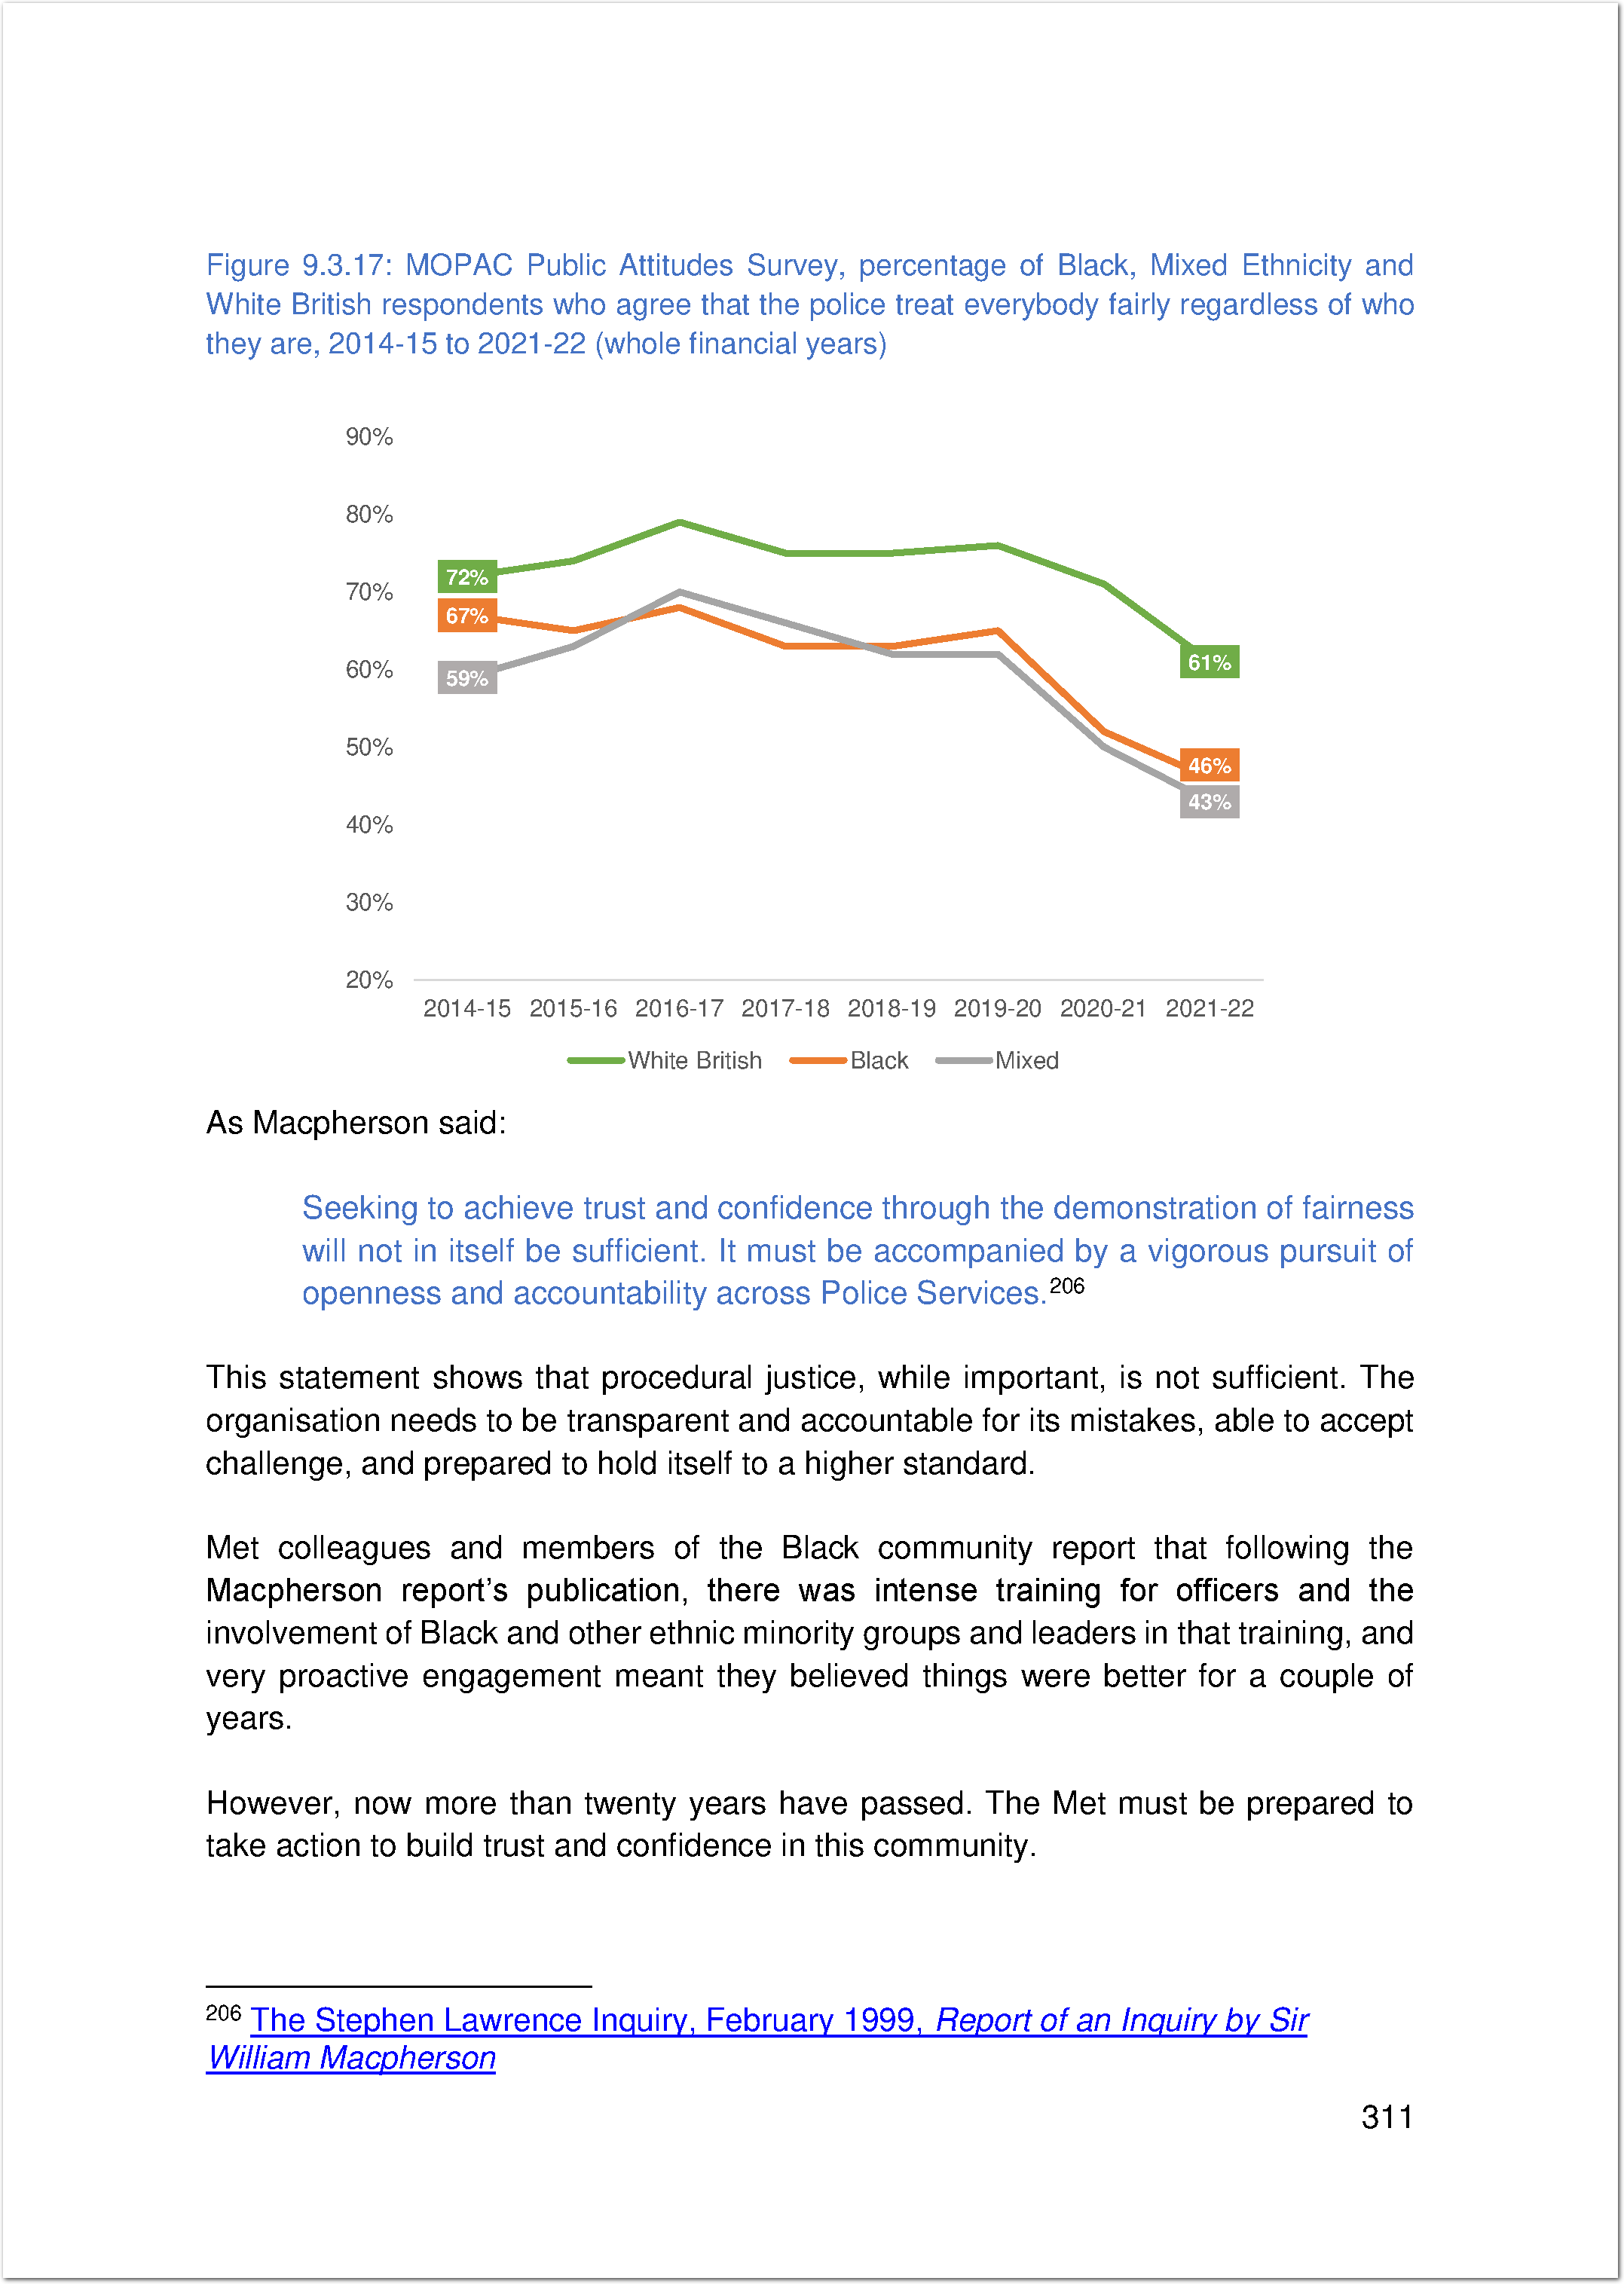 Figure 9.3.17: MOPAC Public Attitudes Survey, percentage of Black, Mixed Ethnicity and
White British respondents who agree that the police treat everybody fairly regardless of who
they are, 2014-15 to 2021-22 (whole financial years)
90%
80%
72%
70%
67%
61%
60%
59%
50%
46%
43%
40%
30%
20%
2014-15 2015-16 2016-17 2017-18 2018-19 2019-20 2020-21 2021-22
White British Black Mixed
As Macpherson said:
Seeking to achieve trust and confidence through the demonstration of fairness
will not in itself be sufficient. It must be accompanied by a vigorous pursuit of
openness and accountability across Police Services.206
This statement shows that procedural justice, while important, is not sufficient. The
organisation needs to be transparent and accountable for its mistakes, able to accept
challenge, and prepared to hold itself to a higher standard.
Met colleagues and members of the Black community report that following the
Macpherson report’s publication, there was intense training for officers and the
involvement of Black and other ethnic minority groups and leaders in that training, and
very proactive engagement meant they believed things were better for a couple of
years.
However, now more than twenty years have passed. The Met must be prepared to
take action to build trust and confidence in this community.
206 The Stephen Lawrence Inquiry, February 1999, Report of an Inquiry by Sir
William Macpherson
311